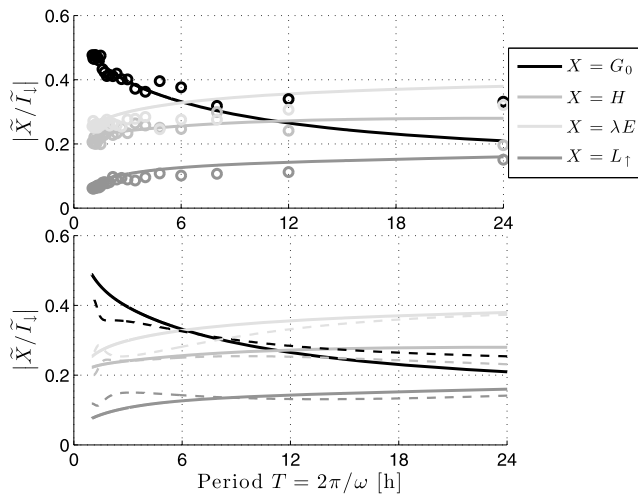 0.6
0.4
0.2
0
0 6 12 18 24
|X̃/Ĩ↓|
X = G₀
X = H
X = λE
X = L↑
0.6
0.4
0.2
0
0 6 12 18 24
|X̃/Ĩ↓|
Period T = 2π/ω [h]